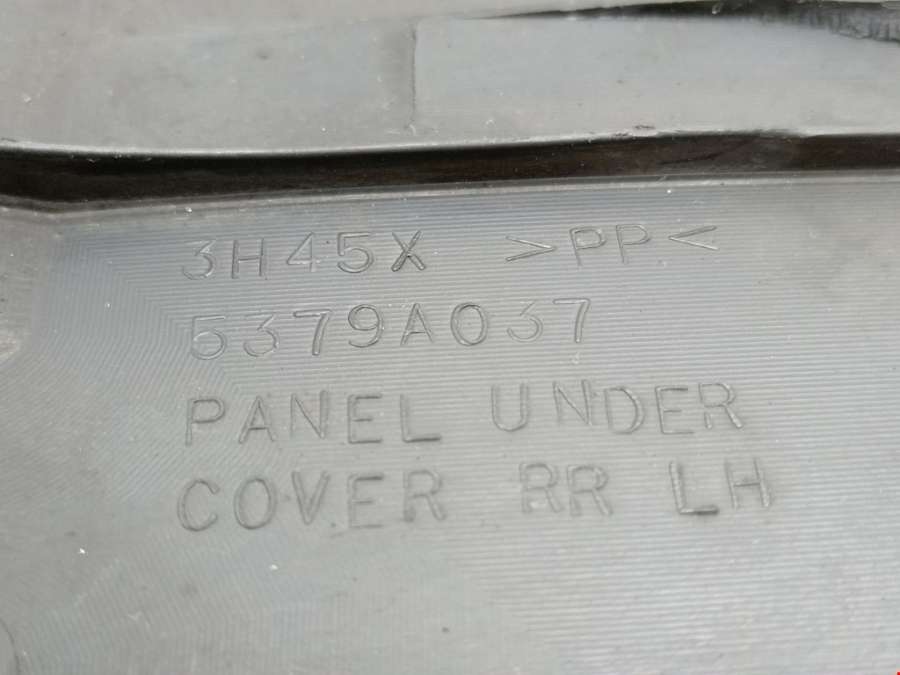 3H45X >PP<
5379A037
PANEL UNDER
COVER RR LH